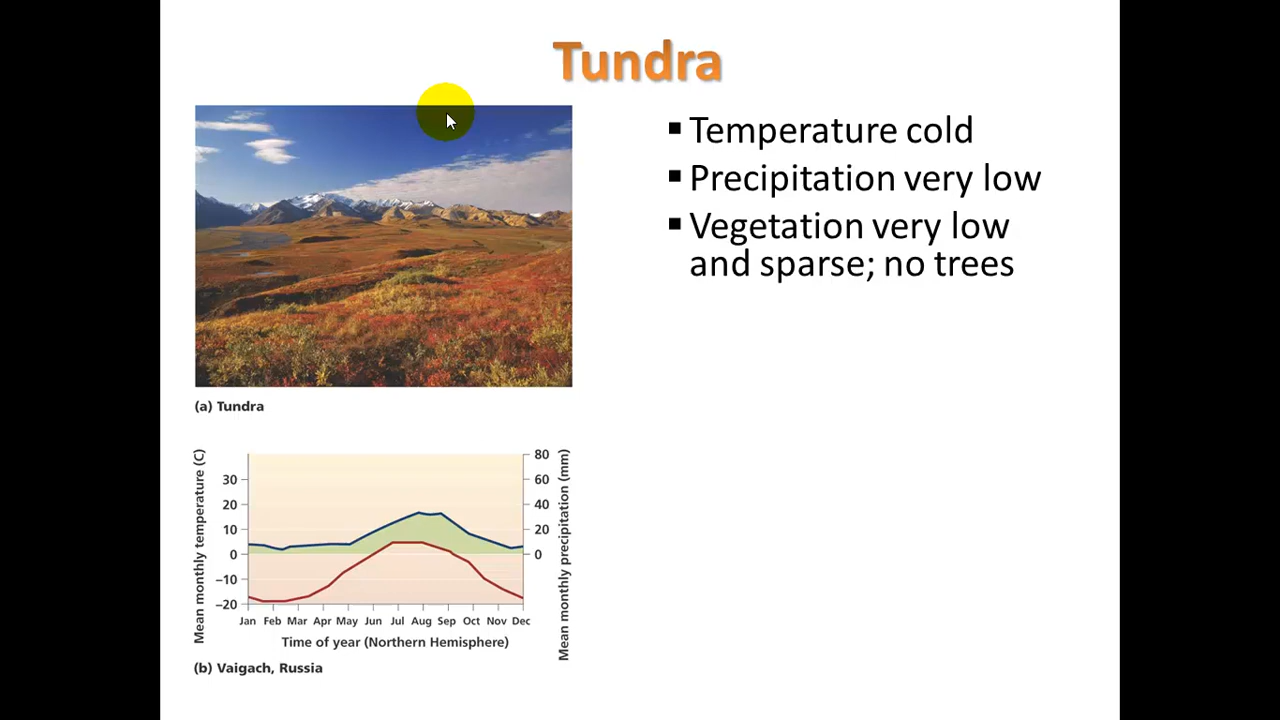 Tundra
▪ Temperature cold
▪ Precipitation very low
▪ Vegetation very low
and sparse; no trees
(a) Tundra
Mean monthly temperature (C)
30
20
10
0
−10
−20
80
60
40
20
0
Mean monthly precipitation (mm)
Jan Feb Mar Apr May Jun Jul Aug Sep Oct Nov Dec
Time of year (Northern Hemisphere)
(b) Vaigach, Russia